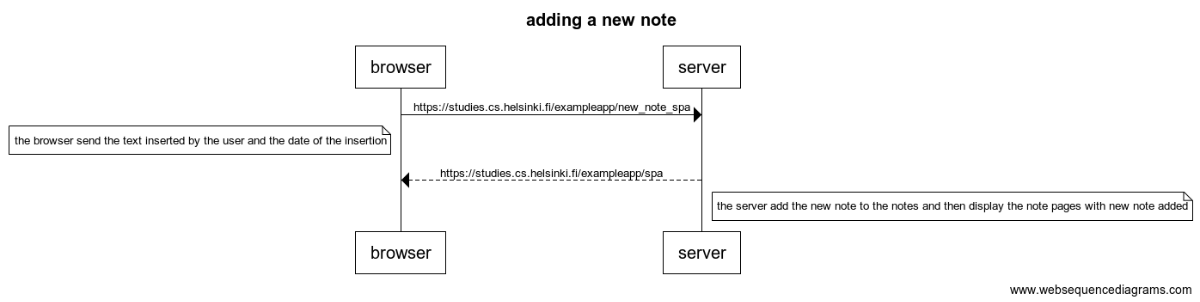 adding a new note
browser
server
https://studies.cs.helsinki.fi/exampleapp/new_note_spa
the browser send the text inserted by the user and the date of the insertion
https://studies.cs.helsinki.fi/exampleapp/spa
the server add the new note to the notes and then display the note pages with new note added
browser
server
www.websequencediagrams.com